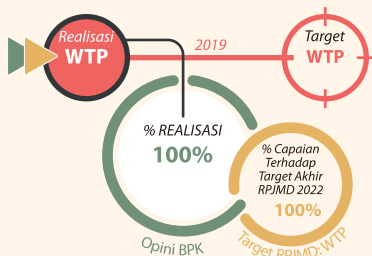 Realisasi
WTP
2019
Target
WTP
% REALISASI
100%
% Capaian
Terhadap
Target Akhir
RPJMD 2022
100%
Opini BPK
Target RPJMD: WTP